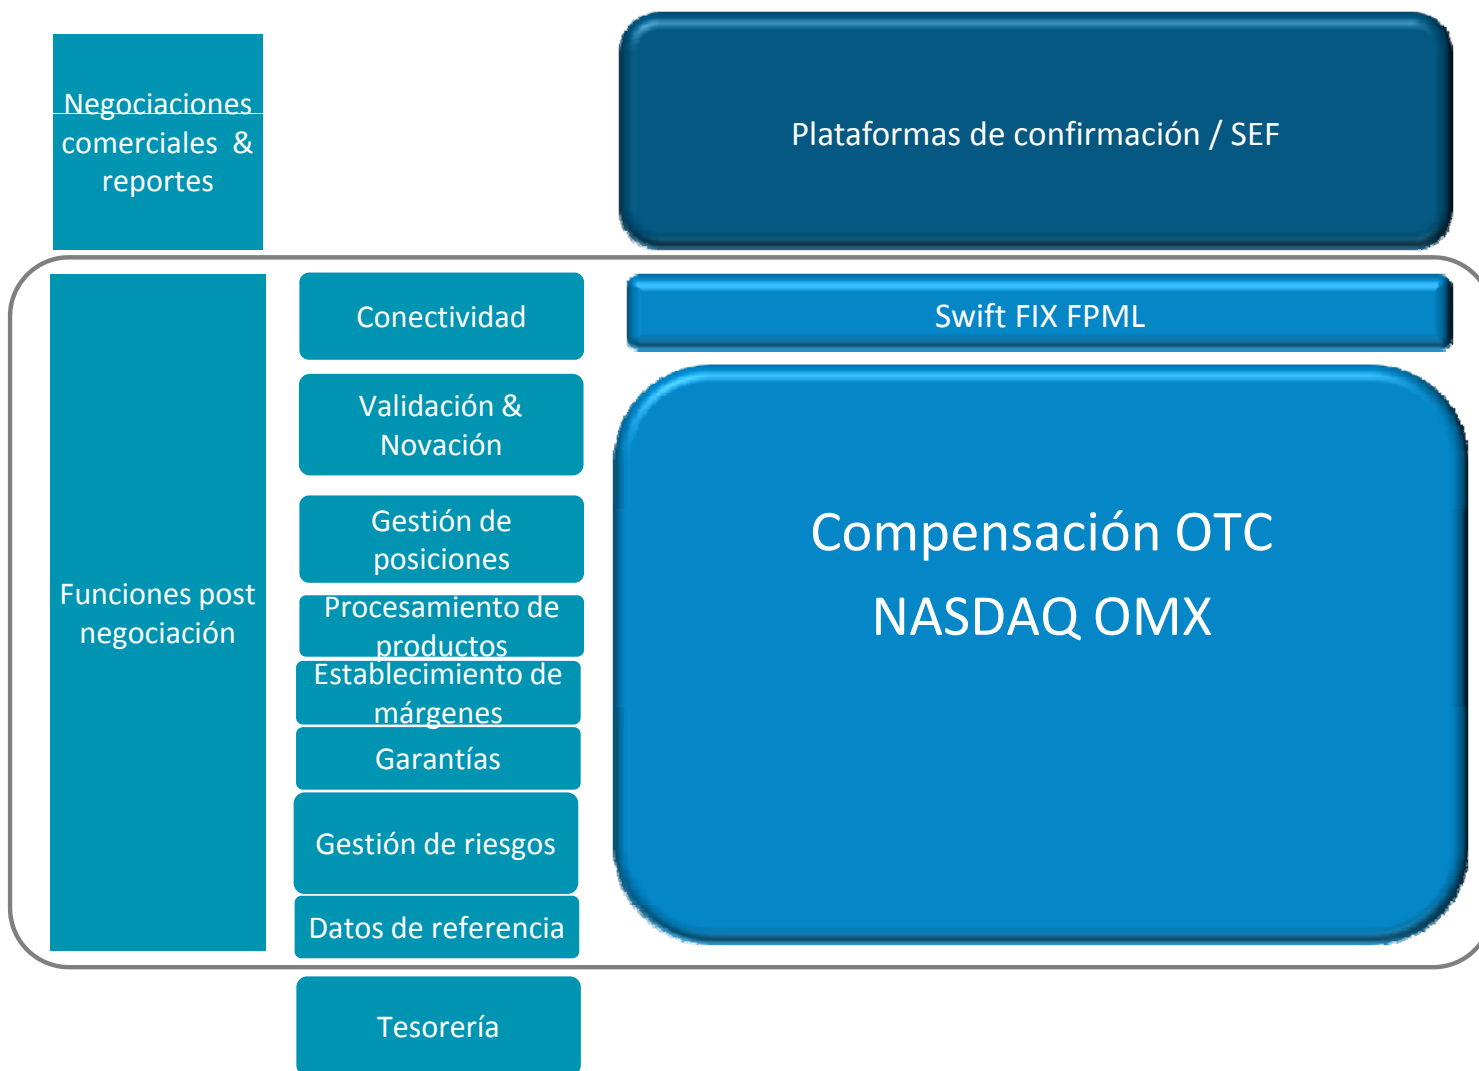 Negociaciones
comerciales &
reportes
Plataformas de confirmación / SEF
Funciones post
negociación
Conectividad
Swift FIX FPML
Validación &
Novación
Gestión de
posiciones
Procesamiento de
productos
Establecimiento de
márgenes
Garantías
Gestión de riesgos
Datos de referencia
Compensación OTC
NASDAQ OMX
Tesorería